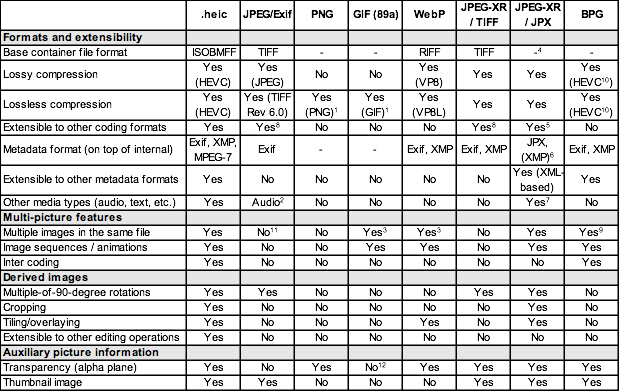 .heic JPEG/Exif PNG GIF (89a) WebP JPEG-XR / TIFF JPEG-XR / JPX BPG
Formats and extensibility
Base container file format ISOBMFF TIFF - - RIFF TIFF -4 -
Lossy compression Yes (HEVC) Yes (JPEG) No No Yes (VP8) Yes Yes Yes (HEVC10)
Lossless compression Yes (HEVC) Yes (TIFF Rev 6.0) Yes (PNG)1 Yes (GIF)1 Yes (VP8L) Yes Yes Yes (HEVC10)
Extensible to other coding formats Yes Yes8 No No No Yes8 Yes5 No
Metadata format (on top of internal) Exif, XMP, MPEG-7 Exif - - Exif, XMP Exif, XMP JPX, (XMP)6 Exif, XMP
Extensible to other metadata formats Yes No No No No No Yes (XML-based) Yes
Other media types (audio, text, etc.) Yes Audio2 No No No No Yes7 No
Multi-picture features
Multiple images in the same file Yes No11 No Yes3 Yes3 No Yes Yes9
Image sequences / animations Yes No No Yes Yes No Yes Yes
Inter coding Yes No No No No No No Yes
Derived images
Multiple-of-90-degree rotations Yes Yes No No No Yes Yes No
Cropping Yes No No No No No Yes No
Tiling/overlaying Yes No No No Yes No Yes No
Extensible to other editing operations Yes No No No No No No No
Auxiliary picture information
Transparency (alpha plane) Yes No Yes No12 Yes Yes Yes Yes
Thumbnail image Yes Yes No No No Yes Yes Yes